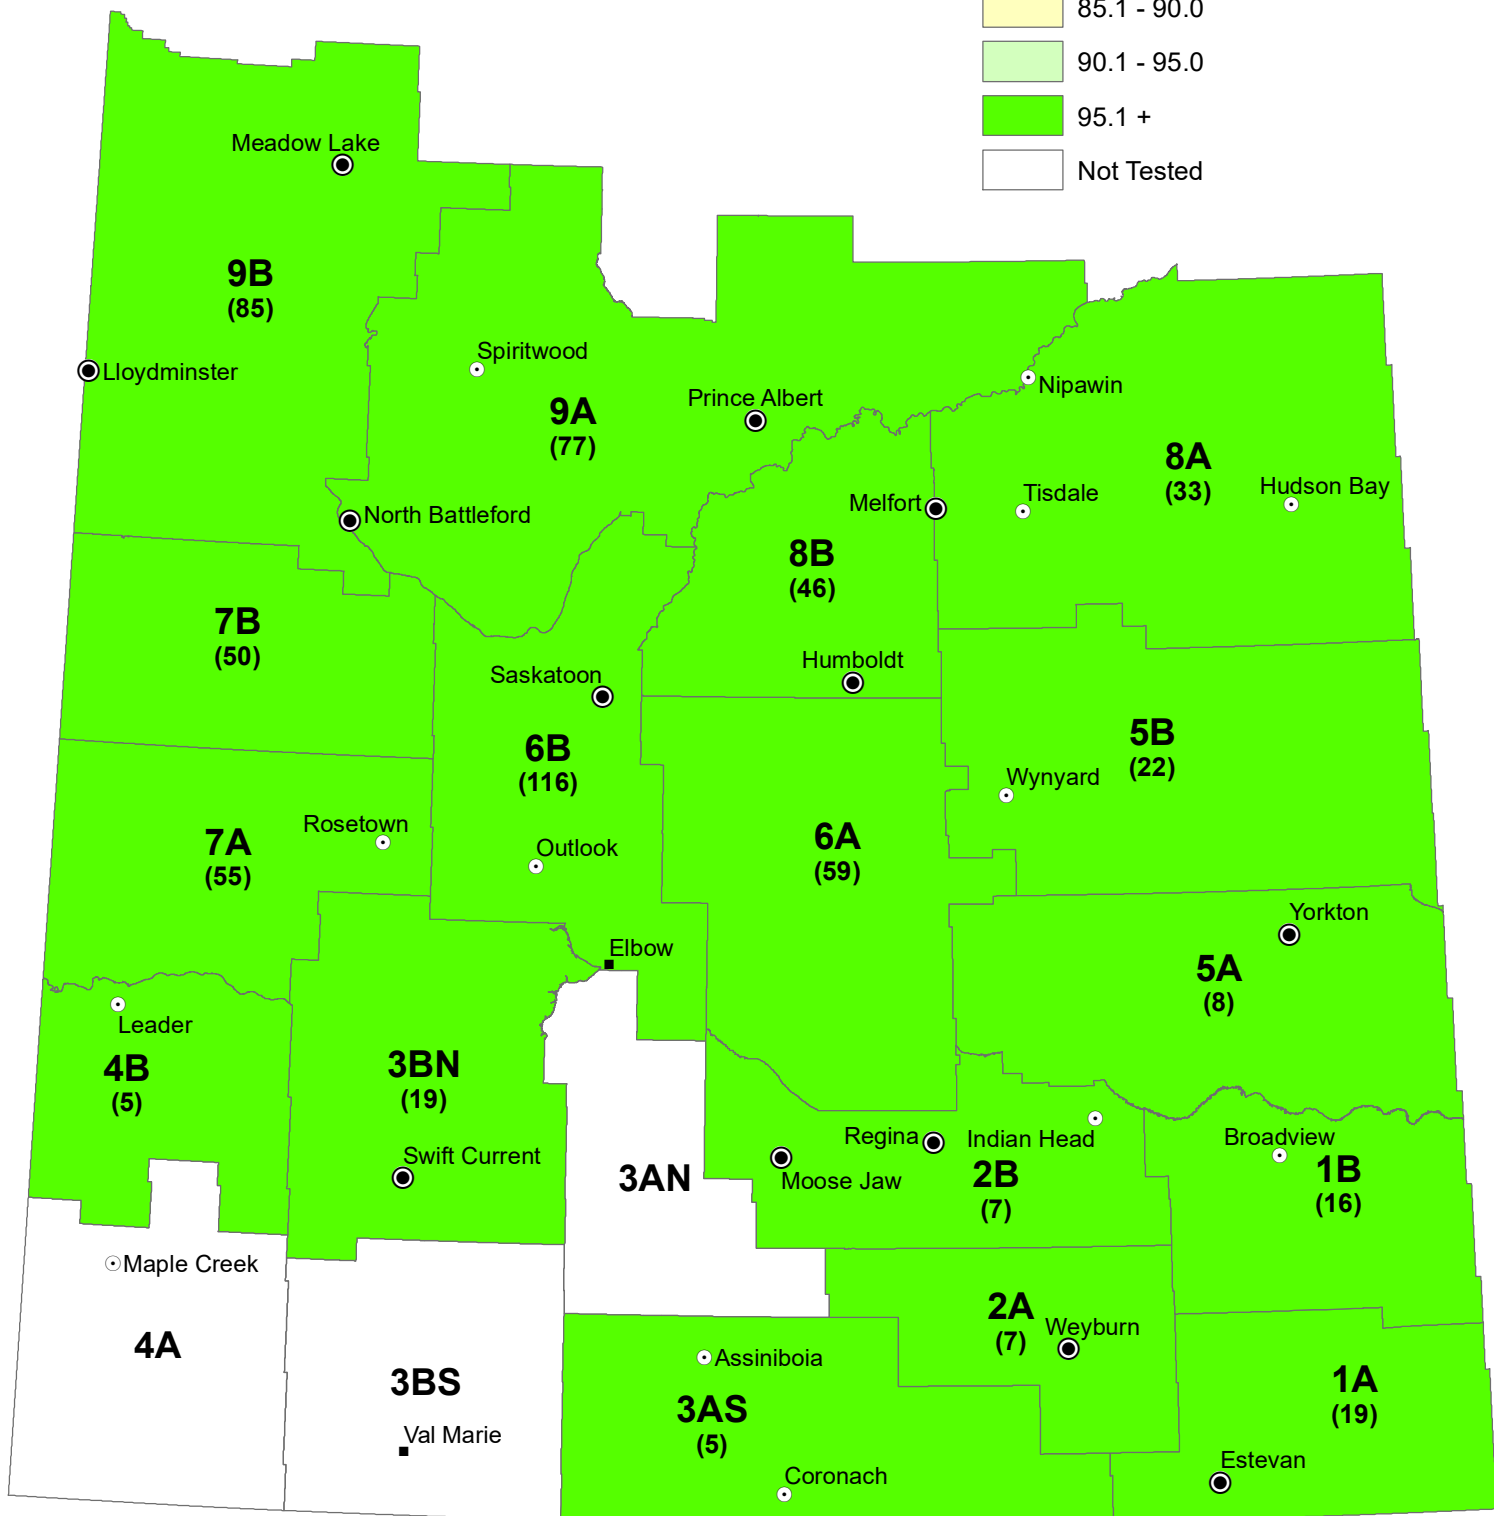 85.1 - 90.0
90.1 - 95.0
95.1 +
Not Tested
Meadow Lake
9B
(85)
Lloydminster
Spiritwood
9A
(77)
Prince Albert
Nipawin
8A
(33)
Hudson Bay
Tisdale
Melfort
North Battleford
8B
(46)
7B
(50)
Humboldt
Saskatoon
6B
(116)
5B
(22)
Wynyard
Rosetown
7A
(55)
Outlook
6A
(59)
Yorkton
Elbow
5A
(8)
Leader
4B
(5)
3BN
(19)
Swift Current
3AN
Regina
Indian Head
Moose Jaw
2B
(7)
Broadview
1B
(16)
Maple Creek
4A
3BS
Val Marie
2A
(7)
Weyburn
Assiniboia
3AS
(5)
Coronach
1A
(19)
Estevan